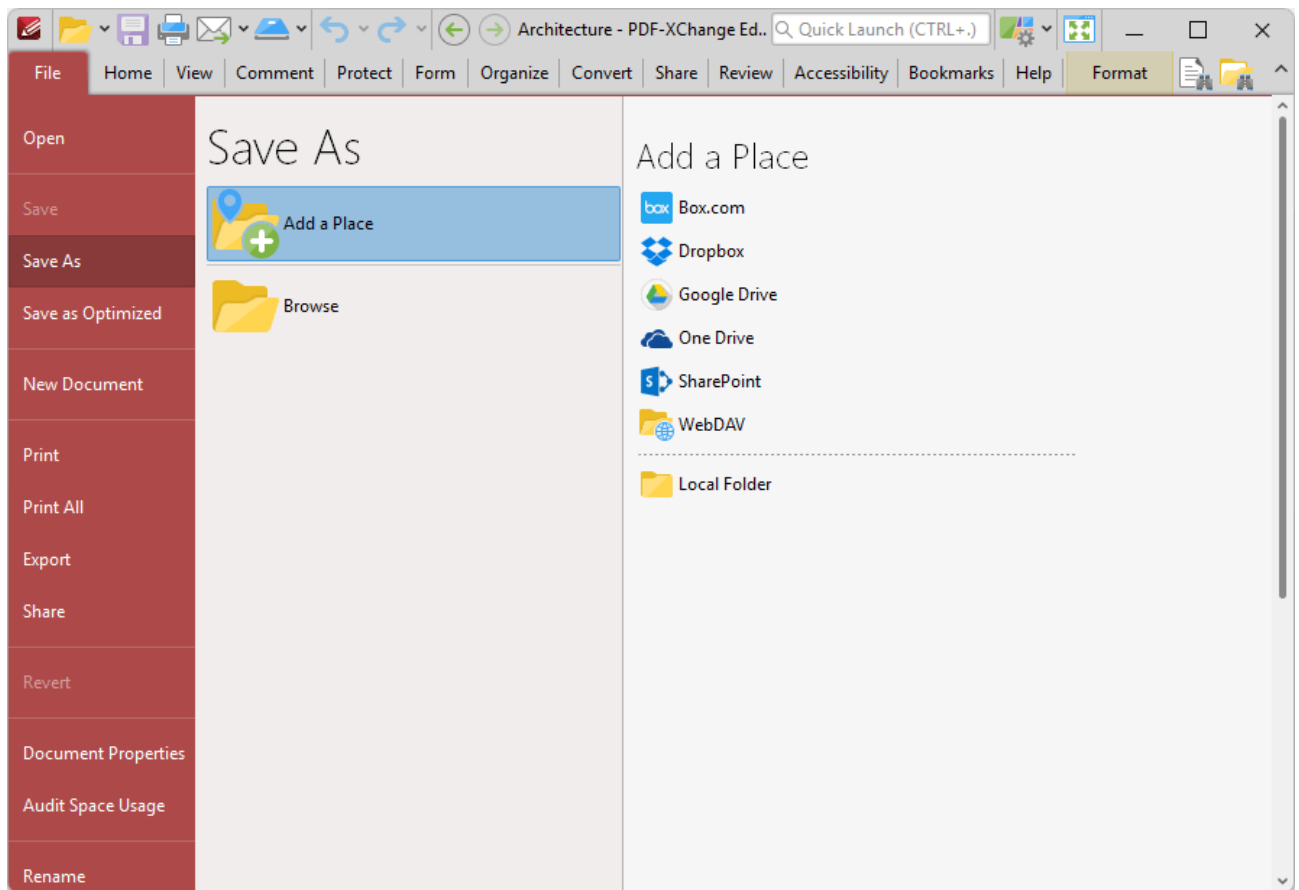 Architecture - PDF-XChange Ed..
Quick Launch (CTRL+.)
File Home View Comment Protect Form Organize Convert Share Review Accessibility Bookmarks Help Format
Open
Save
Save As
Save as Optimized
New Document
Print
Print All
Export
Share
Revert
Document Properties
Audit Space Usage
Rename
Save As
Add a Place
Browse
Add a Place
box Box.com
Dropbox
Google Drive
One Drive
S SharePoint
WebDAV
Local Folder